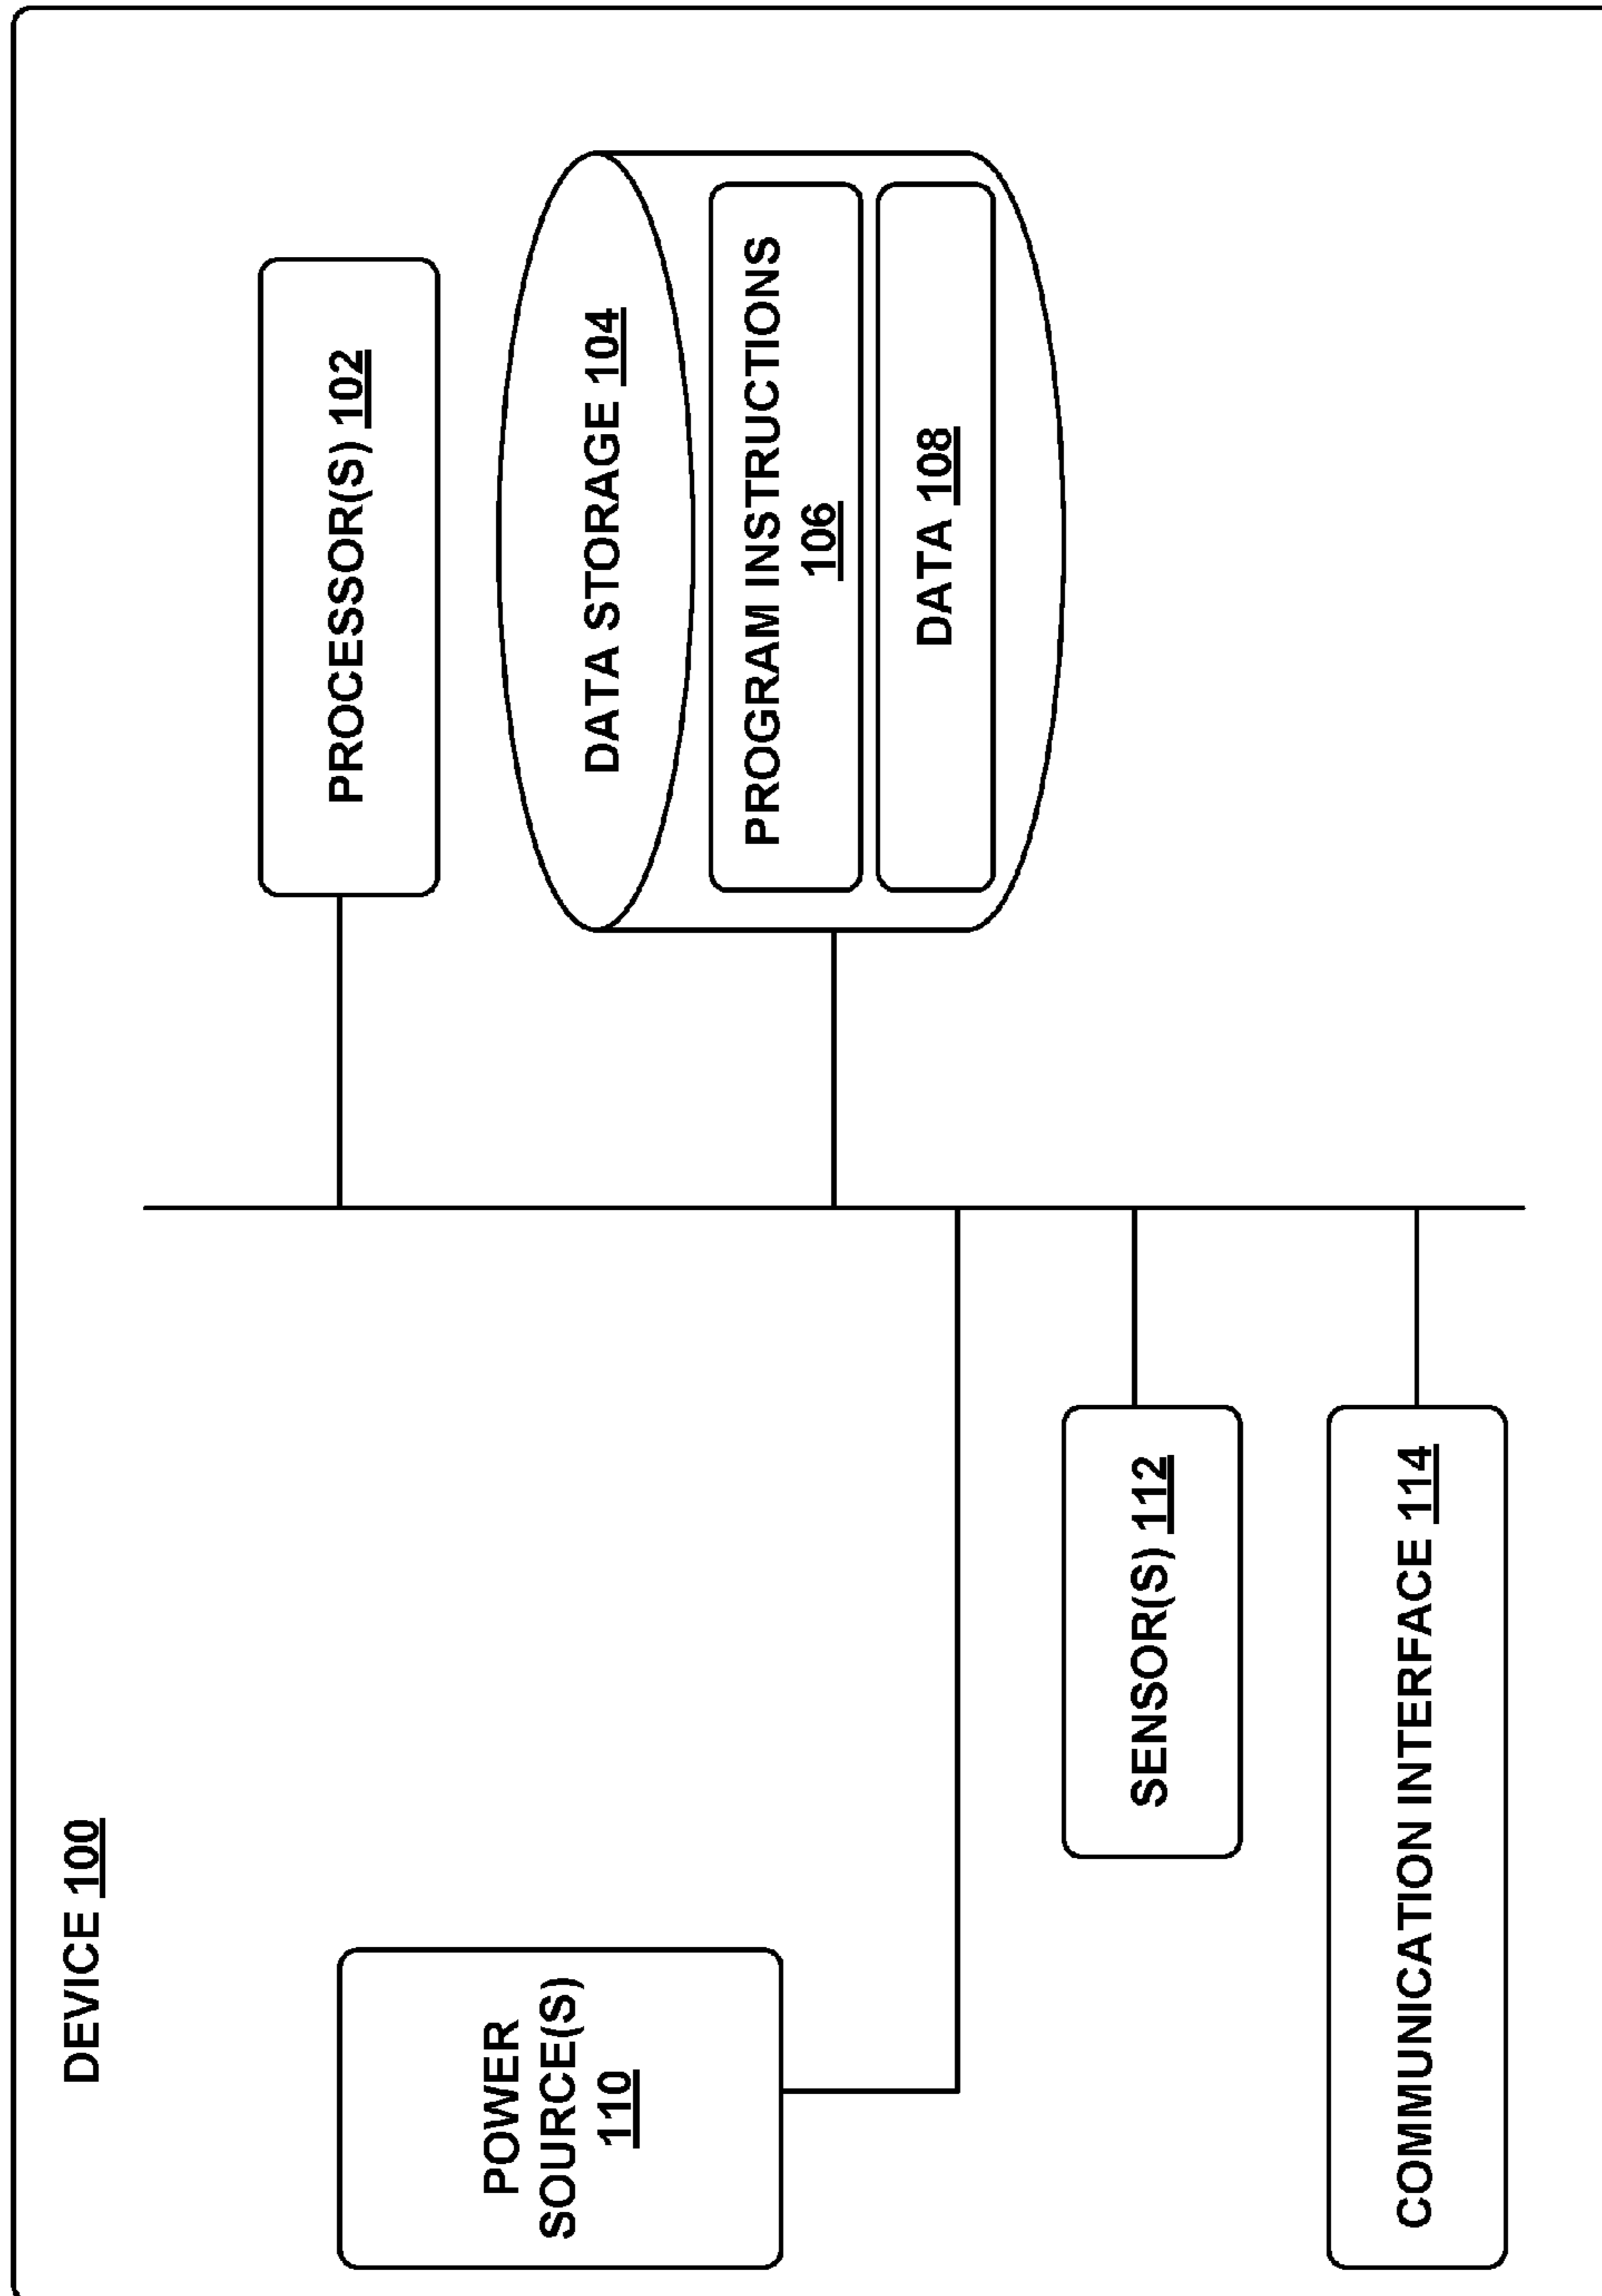 DEVICE 100
POWER
SOURCE(S)
110
PROCESSOR(S) 102
DATA STORAGE 104
PROGRAM INSTRUCTIONS
106
DATA 108
SENSOR(S) 112
COMMUNICATION INTERFACE 114